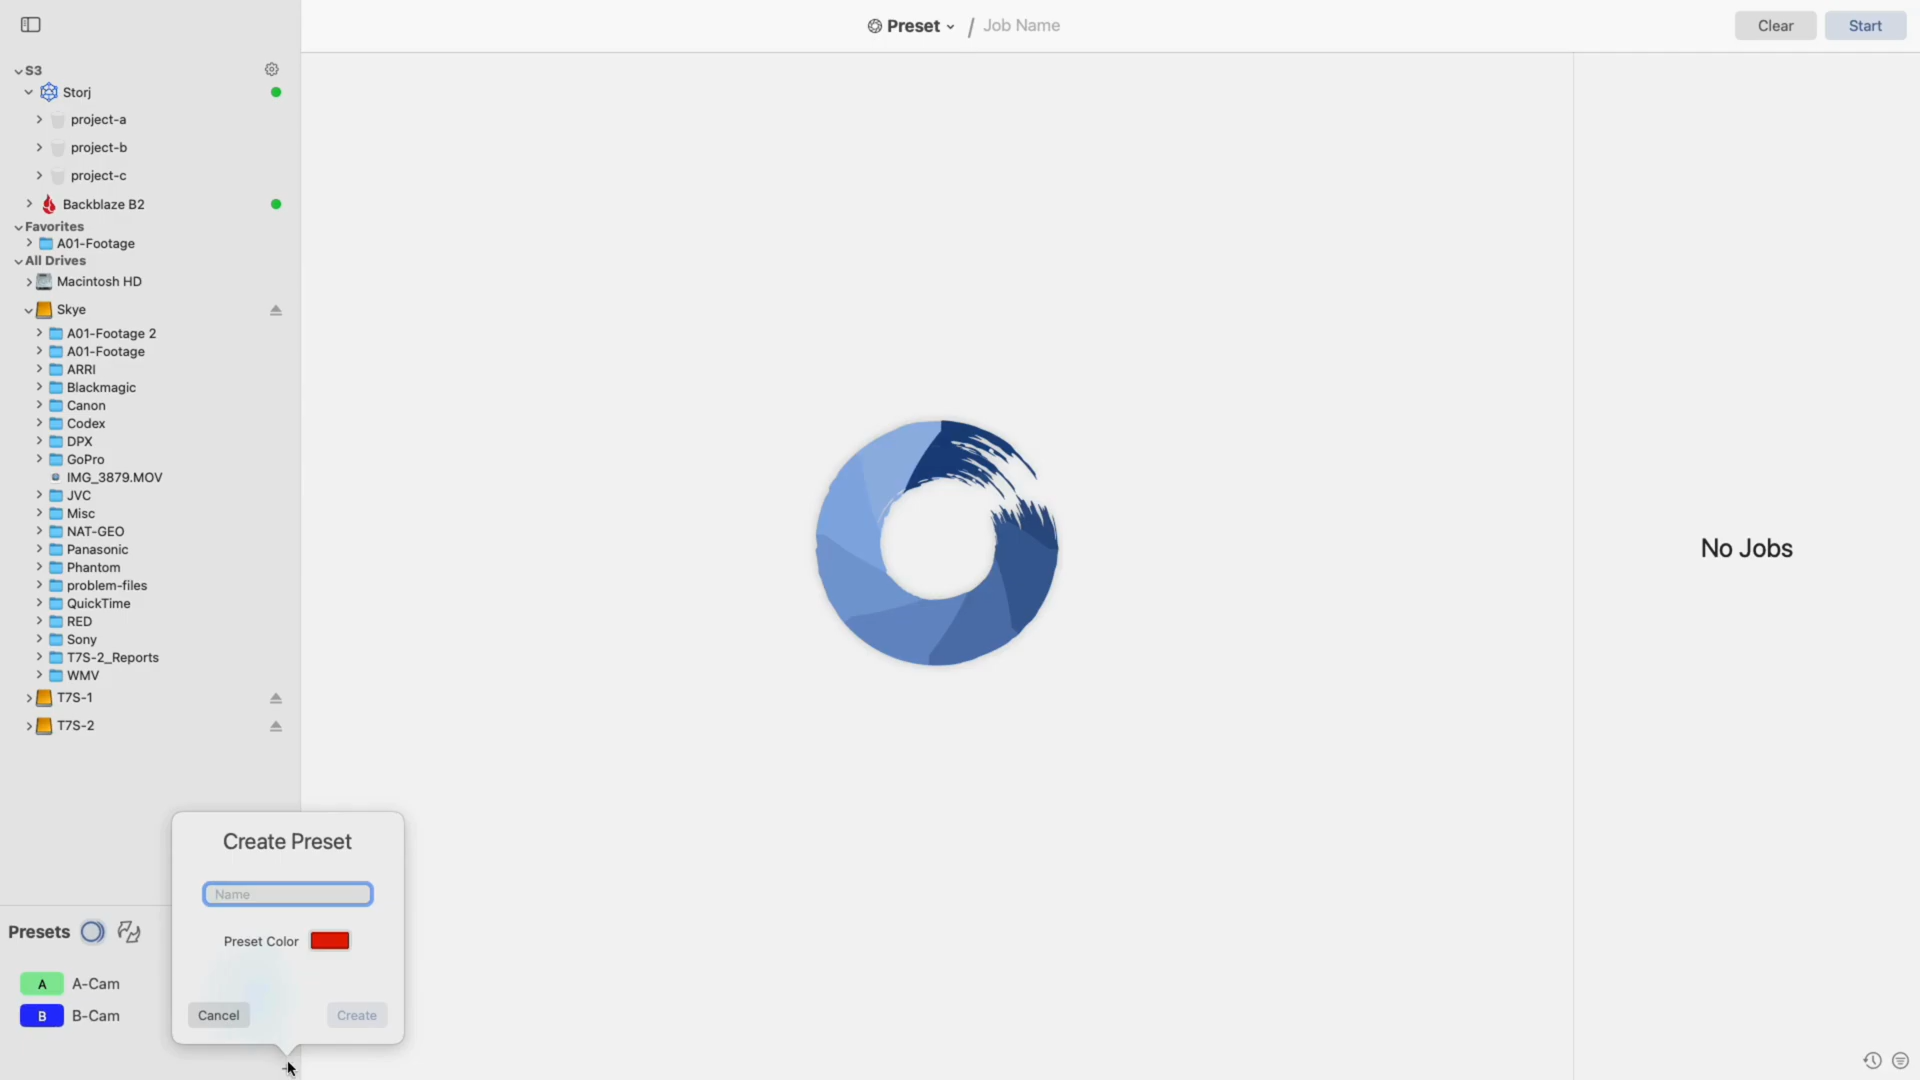 Preset / Job Name
Clear
Start
S3
Storj
project-a
project-b
project-c
Backblaze B2
Favorites
A01-Footage
All Drives
Macintosh HD
Skye
A01-Footage 2
A01-Footage
ARRI
Blackmagic
Canon
Codex
DPX
GoPro
IMG_3879.MOV
JVC
Misc
NAT-GEO
Panasonic
Phantom
problem-files
QuickTime
RED
Sony
T7S-2_Reports
WMV
T7S-1
T7S-2
No Jobs
Create Preset
Name
Preset Color
Cancel
Create
Presets
A A-Cam
B B-Cam